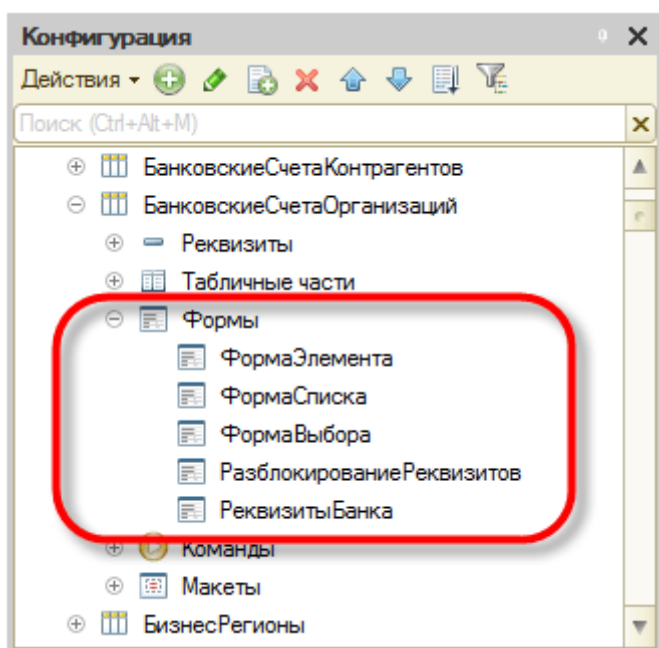 Конфигурация
Действия
Поиск (Ctrl+Alt+M)
БанковскиеСчетаКонтрагентов
БанковскиеСчетаОрганизаций
Реквизиты
Табличные части
Формы
ФормаЭлемента
ФормаСписка
ФормаВыбора
РазблокированиеРеквизитов
РеквизитыБанка
Команды
Макеты
БизнесРегионы